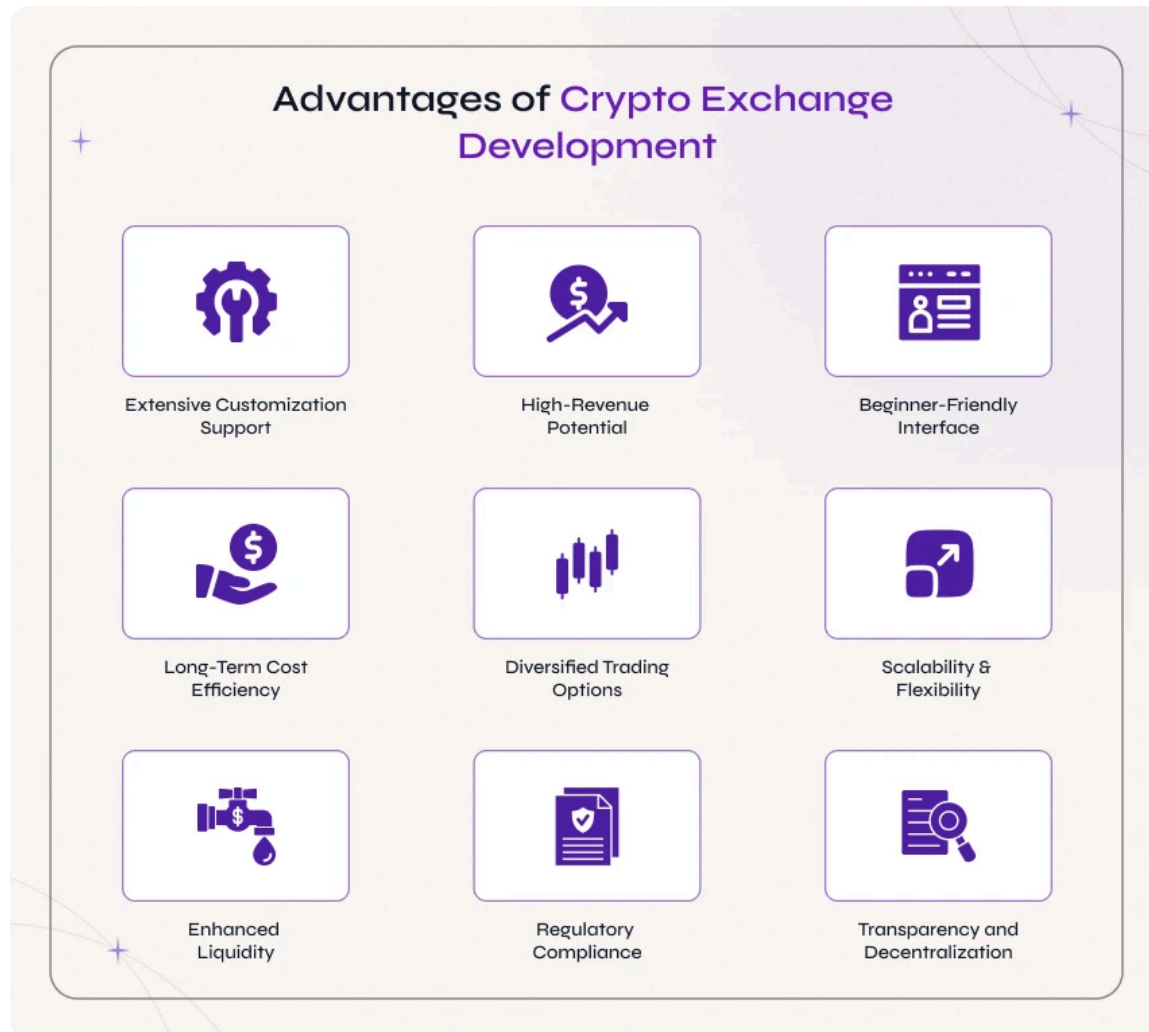 Advantages of Crypto Exchange
Development
Extensive Customization
Support
High-Revenue
Potential
Beginner-Friendly
Interface
Long-Term Cost
Efficiency
Diversified Trading
Options
Scalability &
Flexibility
Enhanced
Liquidity
Regulatory
Compliance
Transparency and
Decentralization